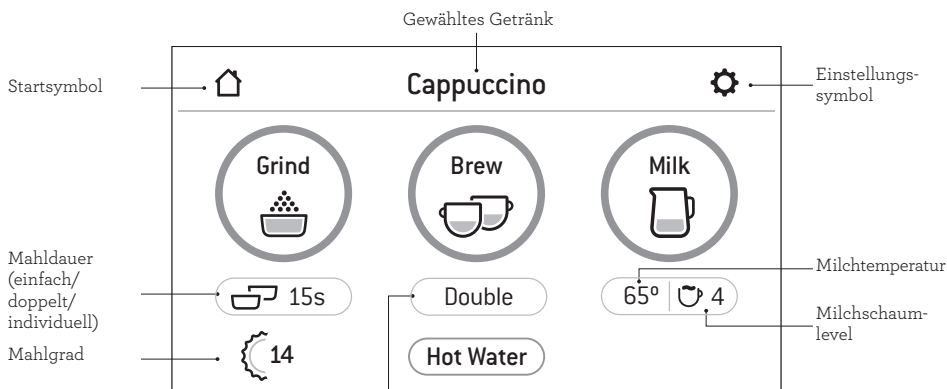 Gewähltes Getränk
Startsymbol
Cappuccino
Einstellungs-
symbol
Grind
Brew
Milk
Mahldauer
(einfach/
doppelt/
individuell)
15s
Double
65º
4
Milchtemperatur
Milchschaum-
level
Mahlgrad
14
Hot Water